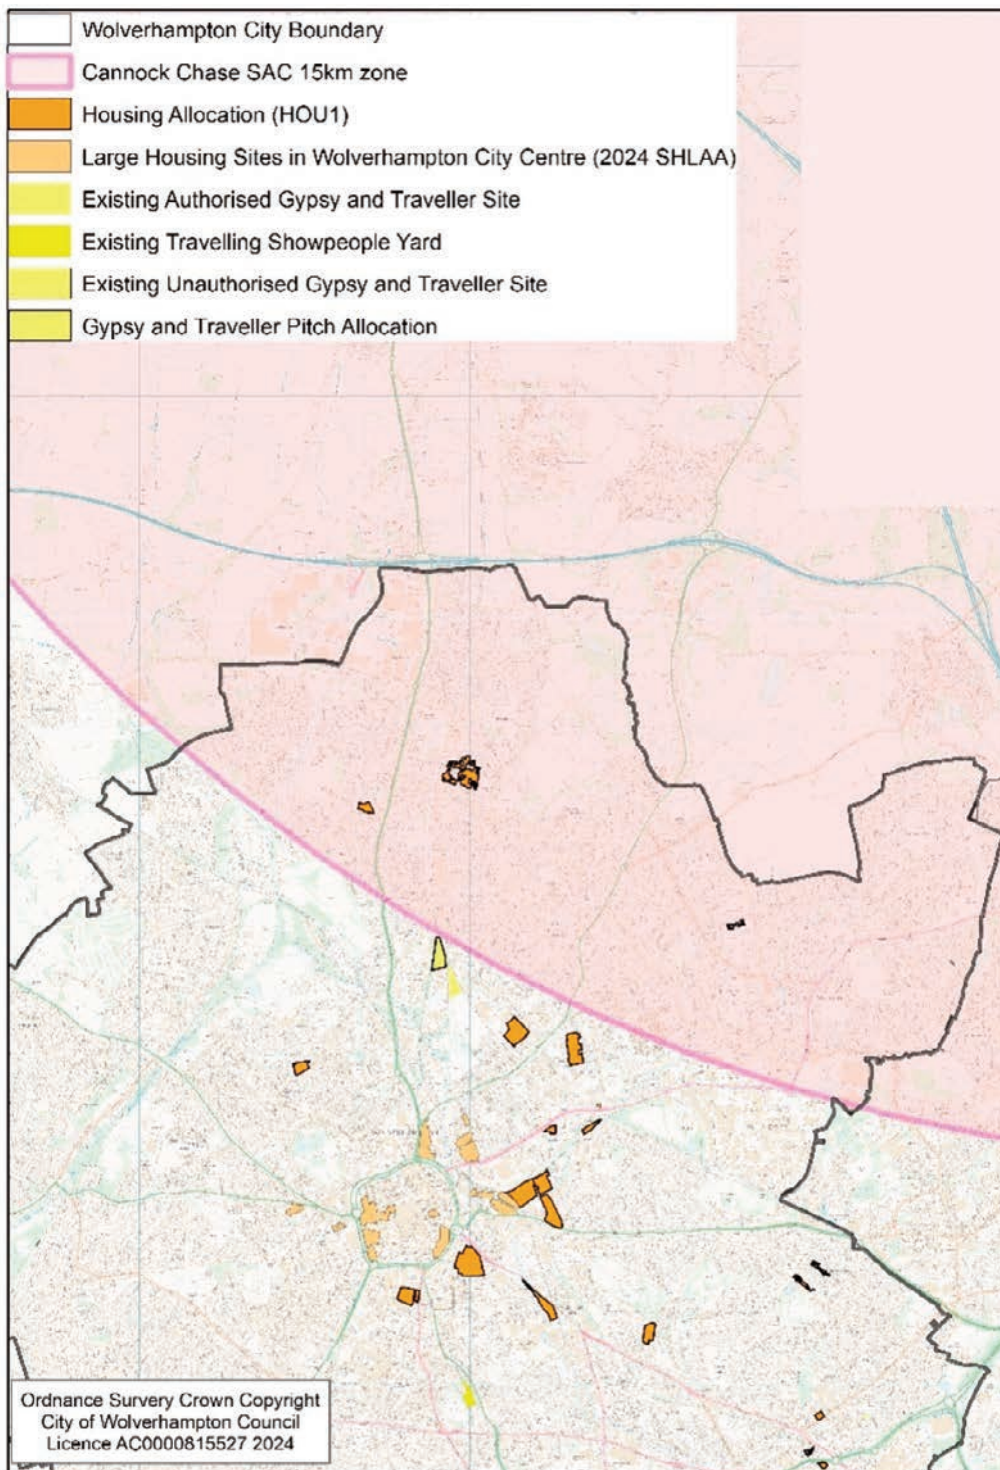 Wolverhampton City Boundary
Cannock Chase SAC 15km zone
Housing Allocation (HOU1)
Large Housing Sites in Wolverhampton City Centre (2024 SHLAA)
Existing Authorised Gypsy and Traveller Site
Existing Travelling Showpeople Yard
Existing Unauthorised Gypsy and Traveller Site
Gypsy and Traveller Pitch Allocation
Ordnance Survery Crown Copyright
City of Wolverhampton Council
Licence AC0000815527 2024